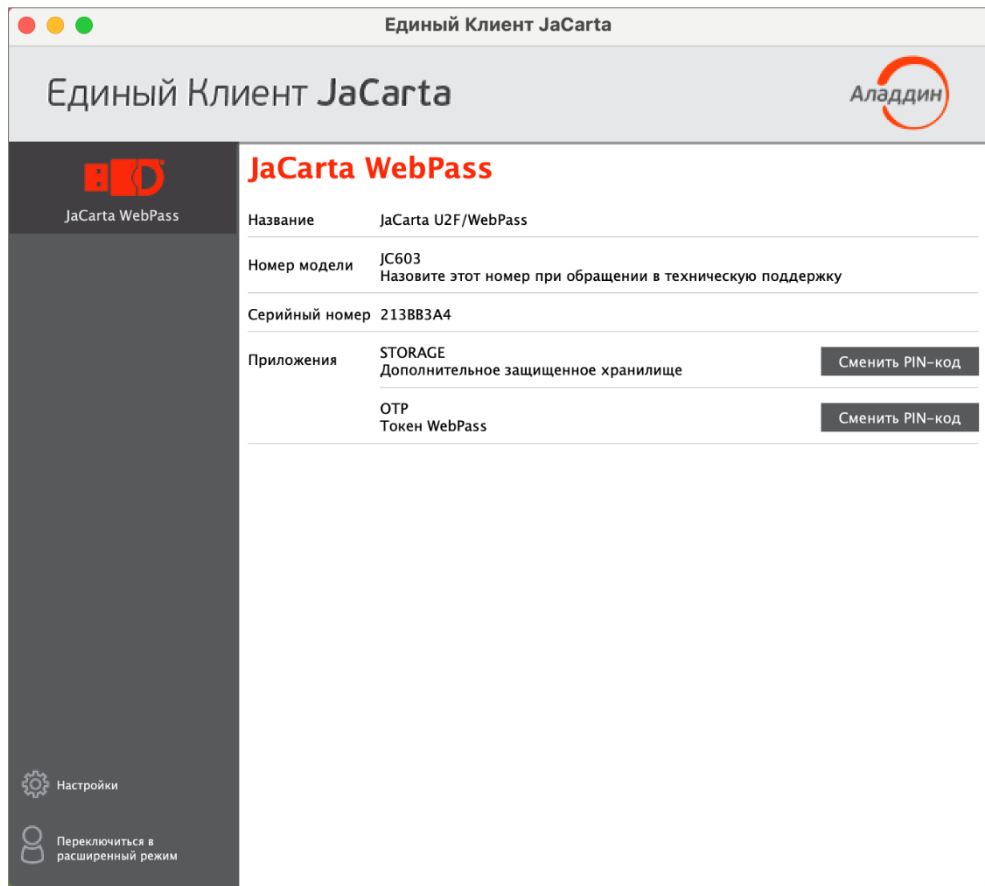 Единый Клиент JaCarta
Единый Клиент JaCarta
Аладдин
JaCarta WebPass
JaCarta WebPass
Название JaCarta U2F/WebPass
Номер модели JC603
Назовите этот номер при обращении в техническую поддержку
Серийный номер 213BB3A4
Приложения STORAGE
Дополнительное защищенное хранилище
Сменить PIN-код
OTP
Токен WebPass
Сменить PIN-код
Настройки
Переключиться в
расширенный режим